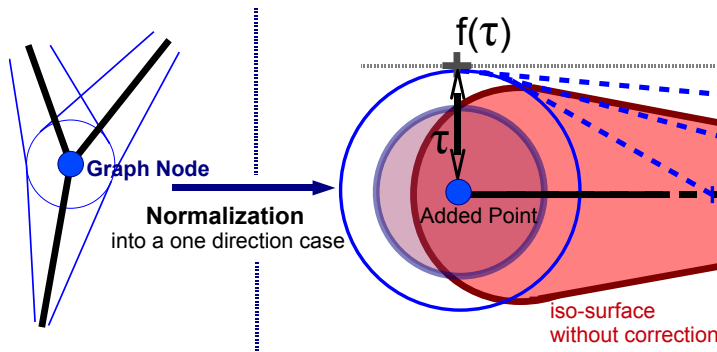 Graph Node
Normalization
into a one direction case
f(τ)
τ
Added Point
iso-surface
without correction